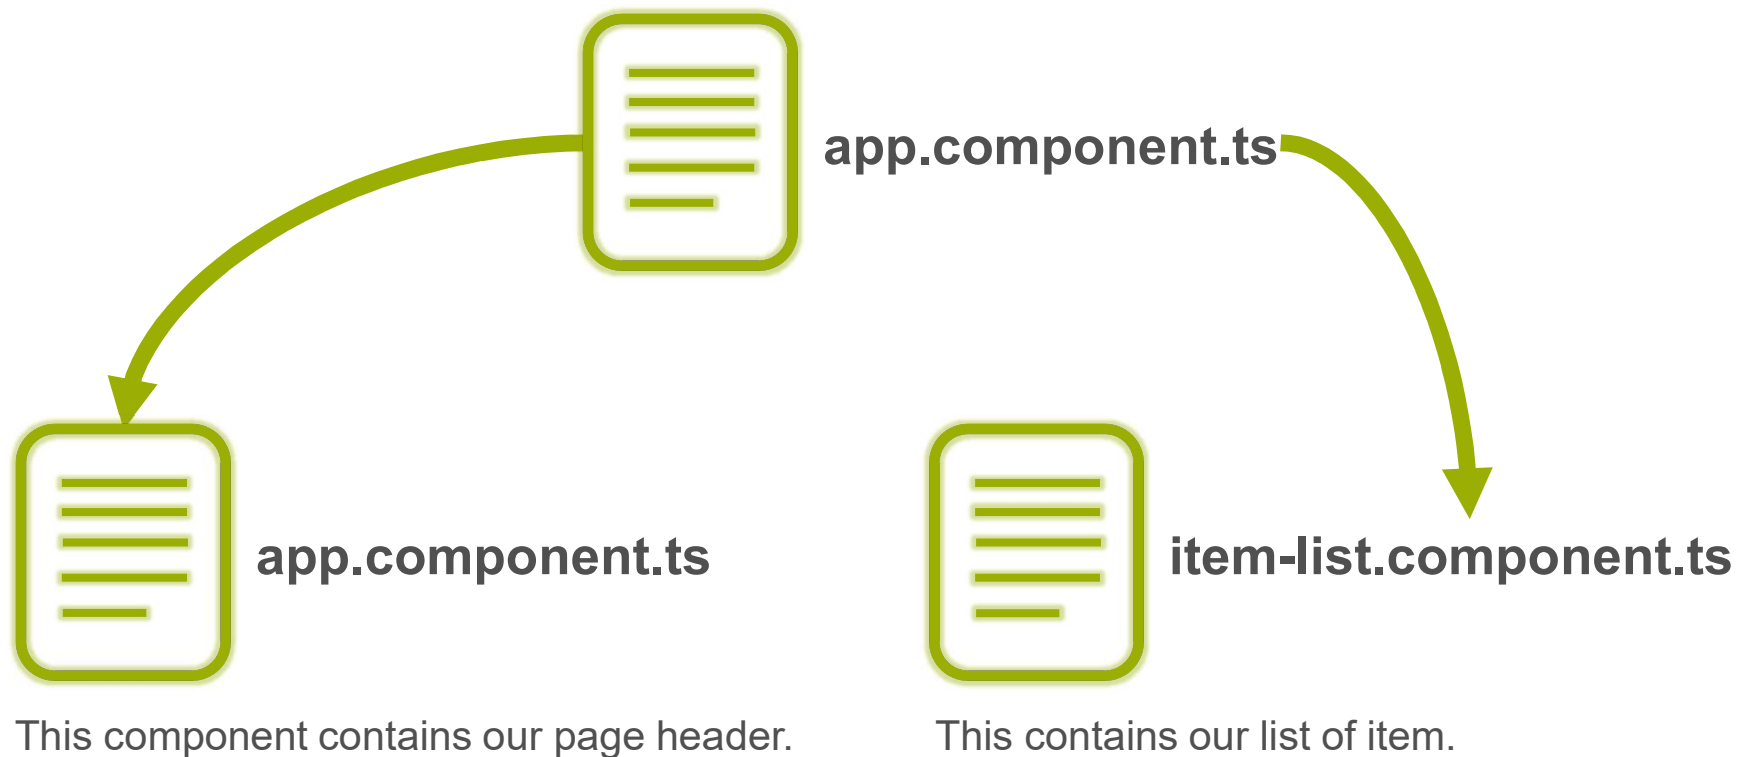 app.component.ts
app.component.ts
item-list.component.ts
This component contains our page header.
This contains our list of item.